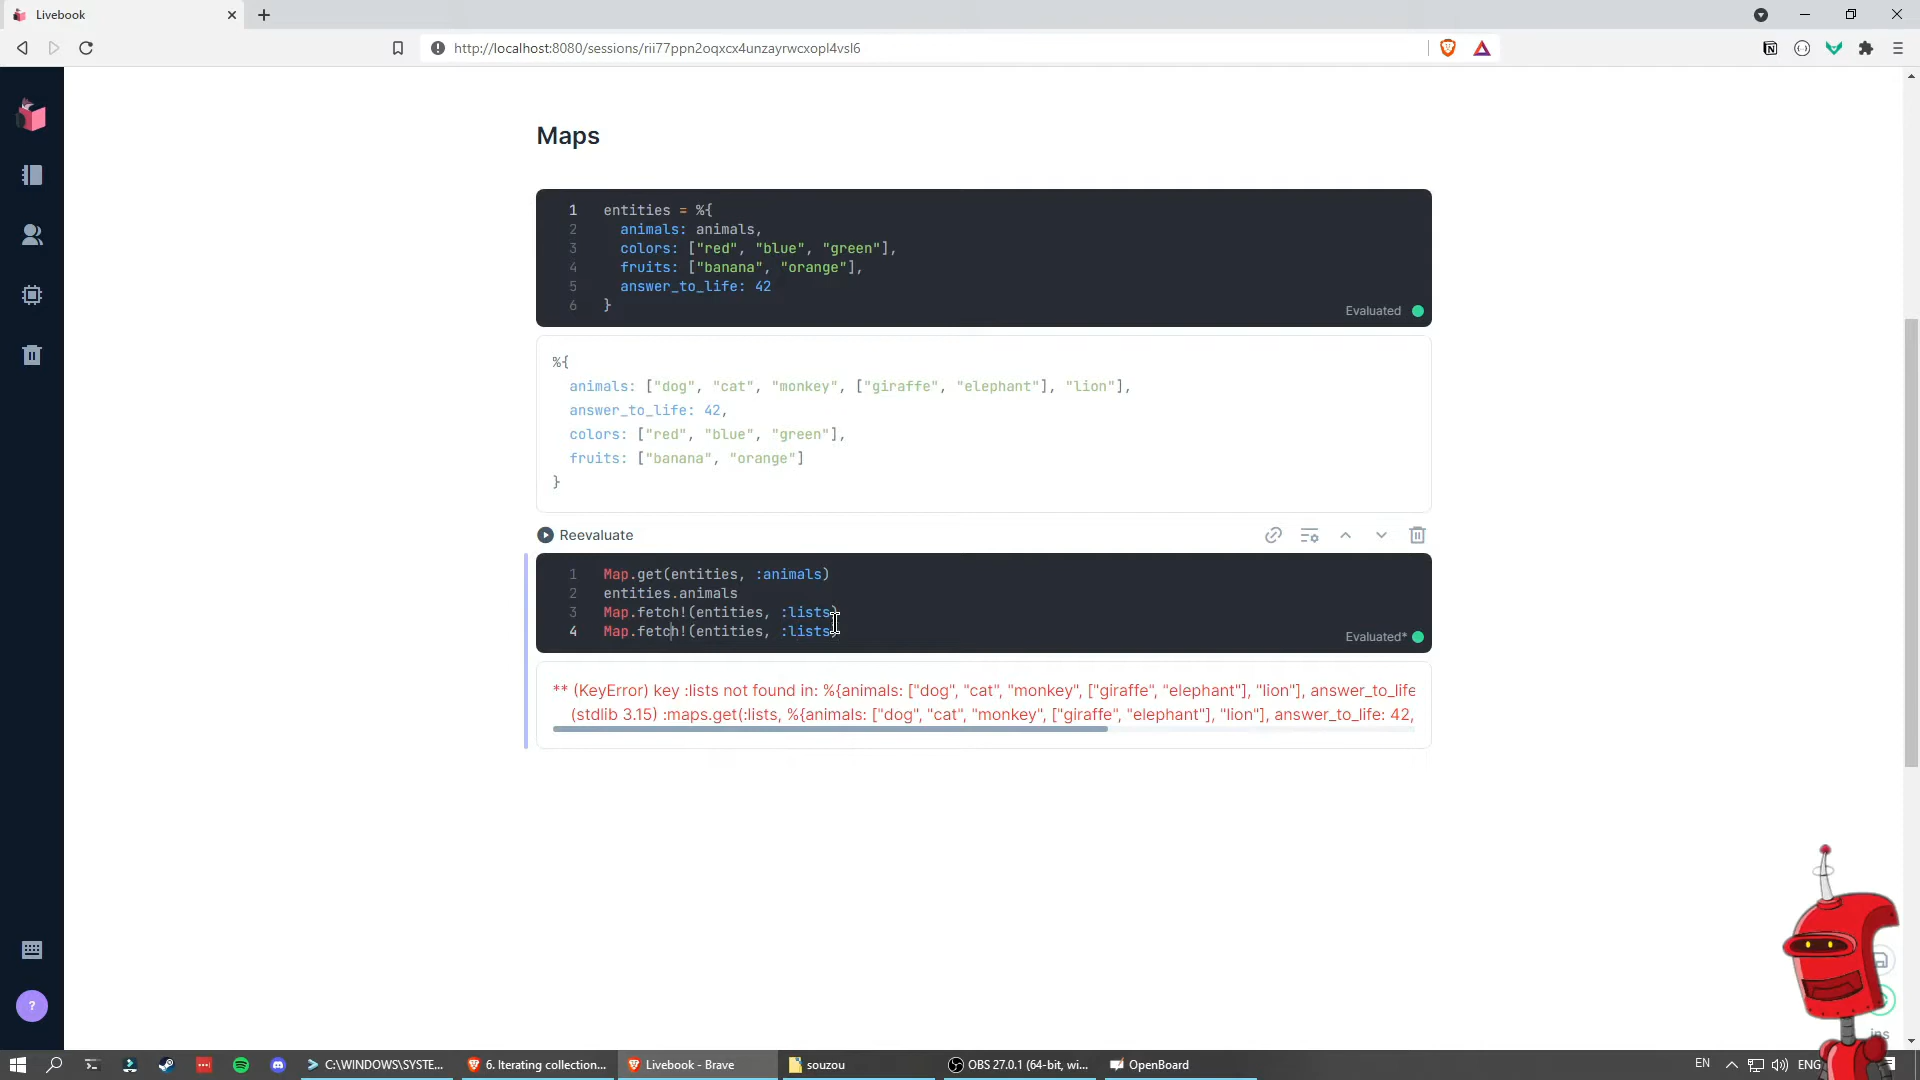 Livebook
http://localhost:8080/sessions/rii77ppn2oqxcx4unzayrwcxopl4vsl6
Maps
1 entities = %{
2 animals: animals,
3 colors: ["red", "blue", "green"],
4 fruits: ["banana", "orange"],
5 answer_to_life: 42
6 }
Evaluated
%{
animals: ["dog", "cat", "monkey", ["giraffe", "elephant"], "lion"],
answer_to_life: 42,
colors: ["red", "blue", "green"],
fruits: ["banana", "orange"]
}
Reevaluate
1 Map.get(entities, :animals)
2 entities.animals
3 Map.fetch!(entities, :lists)
4 Map.fetch!(entities, :lists)
Evaluated*
** (KeyError) key :lists not found in: %{animals: ["dog", "cat", "monkey", ["giraffe", "elephant"], "lion"], answer_to_life
(stdlib 3.15) :maps.get(:lists, %{animals: ["dog", "cat", "monkey", ["giraffe", "elephant"], "lion"], answer_to_life: 42,
?
ins
C:\WINDOWS\SYSTE... 6. Iterating collection... Livebook - Brave souzou OBS 27.0.1 (64-bit, wi... OpenBoard EN ENG